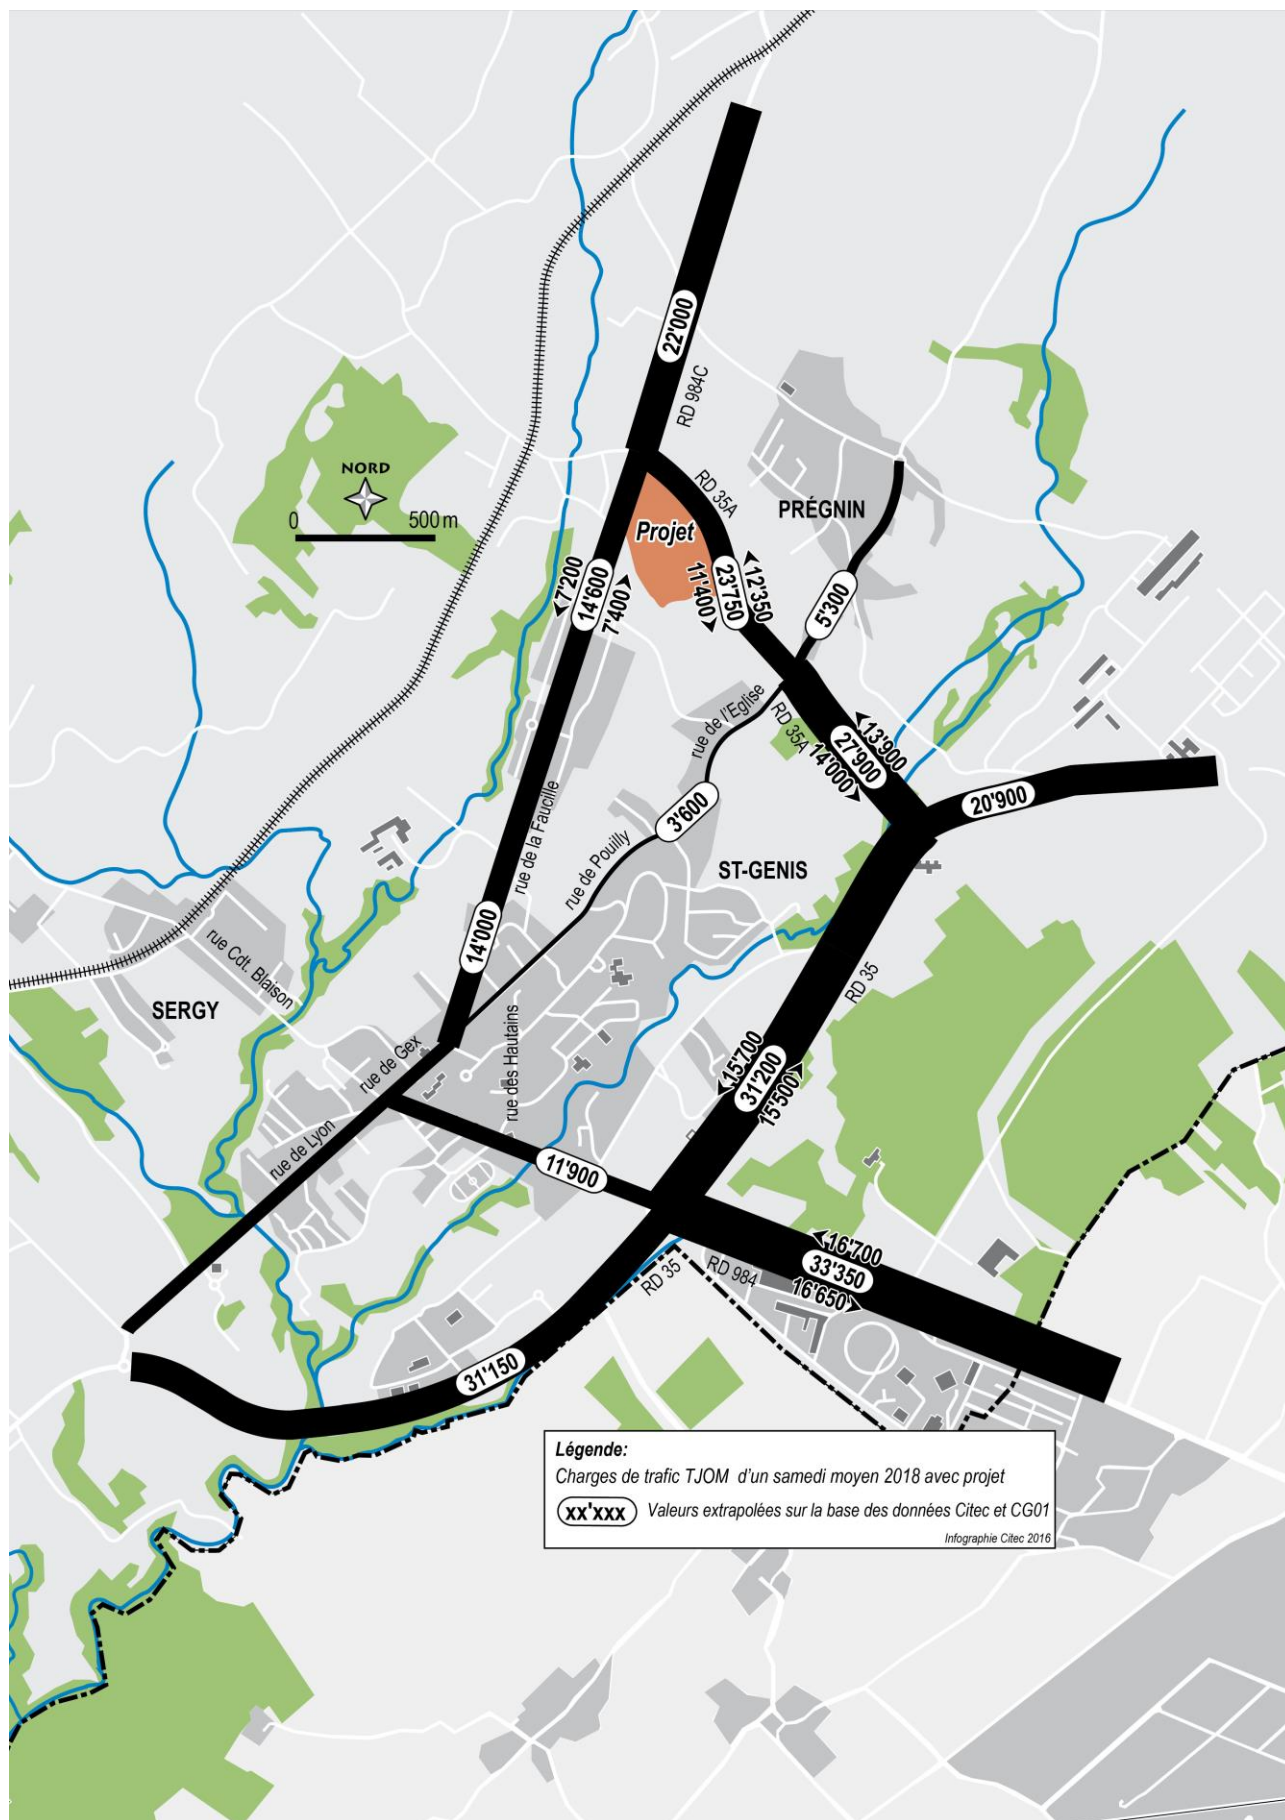 22'000
RD 984C
NORD
0 500 m
RD 35A
PRÉGNIN
Projet
7'200
14'600
7'400
12'350
23'750
11'400
5'300
rue de l'Eglise
RD 35A
13'900
27'900
14'000
20'900
rue de la Faucille
3'600
rue de Pouilly
ST-GENIS
14'000
rue Cdt. Blaison
SERGY
RD 35
rue de Gex
rue des Hautains
15'700
31'200
15'500
rue de Lyon
11'900
16'700
33'350
16'650
RD 35
RD 984
31'150
Légende:
Charges de trafic TJOM d'un samedi moyen 2018 avec projet
xx'xxx Valeurs extrapolées sur la base des données Citec et CG01
Infographie Citec 2016